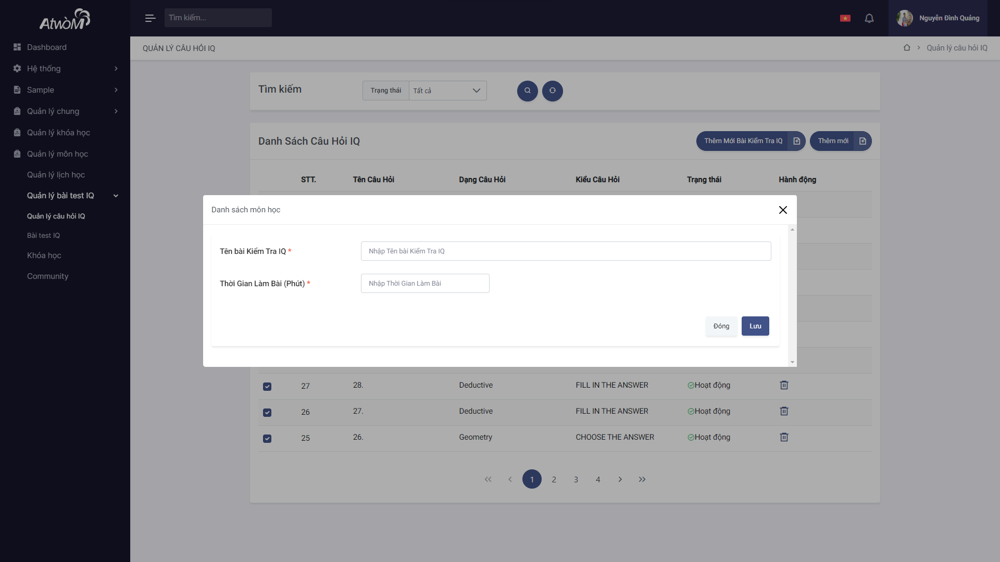 AtwòM
Dashboard
Hệ thống
Sample
Quản lý chung
Quản lý khóa học
Quản lý môn học
Quản lý lịch học
Quản lý bài test IQ
Quản lý câu hỏi IQ
Bài test IQ
Khóa học
Community
Tìm kiếm...
Nguyễn Đình Quảng
QUẢN LÝ CÂU HỎI IQ
Quản lý câu hỏi IQ
Tìm kiếm
Trạng thái
Tất cả
Danh Sách Câu Hỏi IQ
Thêm Mới Bài Kiểm Tra IQ
Thêm mới
STT. Tên Câu Hỏi Dạng Câu Hỏi Kiểu Câu Hỏi Trạng thái Hành động
Danh sách môn học
Tên bài Kiểm Tra IQ *
Nhập Tên bài Kiểm Tra IQ
Thời Gian Làm Bài (Phút) *
Nhập Thời Gian Làm Bài
Đóng
Lưu
27 28. Deductive FILL IN THE ANSWER Hoạt động
26 27. Deductive FILL IN THE ANSWER Hoạt động
25 26. Geometry CHOOSE THE ANSWER Hoạt động
1 2 3 4